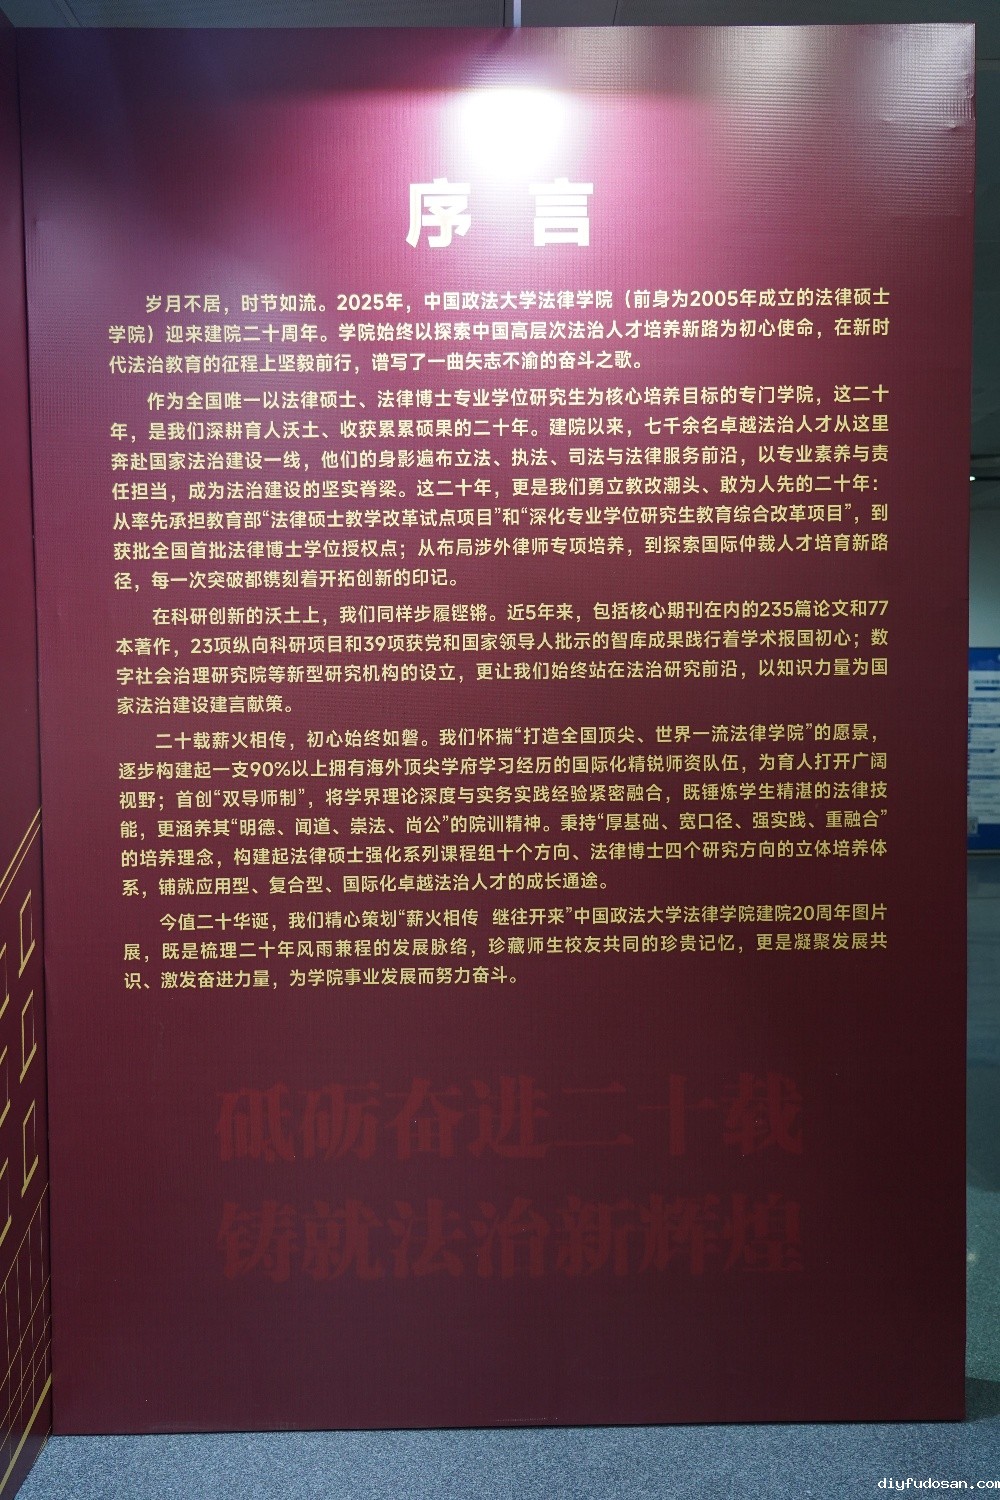 序 言
岁月不居，时节如流。2025年，中国政法大学法律学院（前身为2005年成立的法律硕士
学院）迎来建院二十周年。学院始终以探索中国高层次法治人才培养新路为初心使命，在新时
代法治教育的征程上坚毅前行，谱写了一曲矢志不渝的奋斗之歌。
作为全国唯一以法律硕士、法律博士专业学位研究生为核心培养目标的专门学院，这二十
年，是我们深耕育人沃土、收获累累硕果的二十年。建院以来，七千余名卓越法治人才从这里
奔赴国家法治建设一线，他们的身影遍布立法、执法、司法与法律服务前沿，以专业素养与责
任担当，成为法治建设的坚实脊梁。这二十年，更是我们勇立教改潮头、敢为人先的二十年：
从率先承担教育部“法律硕士教学改革试点项目”和“深化专业学位研究生教育综合改革项目”，到
获批全国首批法律博士学位授权点；从布局涉外律师专项培养，到探索国际仲裁人才培育新路
径，每一次突破都镌刻着开拓创新的印记。
在科研创新的沃土上，我们同样步履铿锵。近5年来，包括核心期刊在内的235篇论文和77
本著作，23项纵向科研项目和39项获党和国家领导人批示的智库成果践行着学术报国初心；数
字社会治理研究院等新型研究机构的设立，更让我们始终站在法治研究前沿，以知识力量为国
家法治建设建言献策。
二十载薪火相传，初心始终如磐。我们怀揣“打造全国顶尖、世界一流法律学院”的愿景，
逐步构建起一支90%以上拥有海外顶尖学府学习经历的国际化精锐师资队伍，为育人打开广阔
视野；首创“双导师制”，将学界理论深度与实务实践经验紧密融合，既锤炼学生精湛的法律技
能，更涵养其“明德、闻道、崇法、尚公”的院训精神。秉持“厚基础、宽口径、强实践、重融合”
的培养理念，构建起法律硕士强化系列课程组十个方向、法律博士四个研究方向的立体培养体
系，铺就应用型、复合型、国际化卓越法治人才的成长通途。
今值二十华诞，我们精心策划“薪火相传 继往开来”中国政法大学法律学院建院20周年图片
展，既是梳理二十年风雨兼程的发展脉络，珍藏师生校友共同的珍贵记忆，更是凝聚发展共
识、激发奋进力量，为学院事业发展而努力奋斗。
砥砺奋进二十载
铸就法治新辉煌
diyfudosan.com